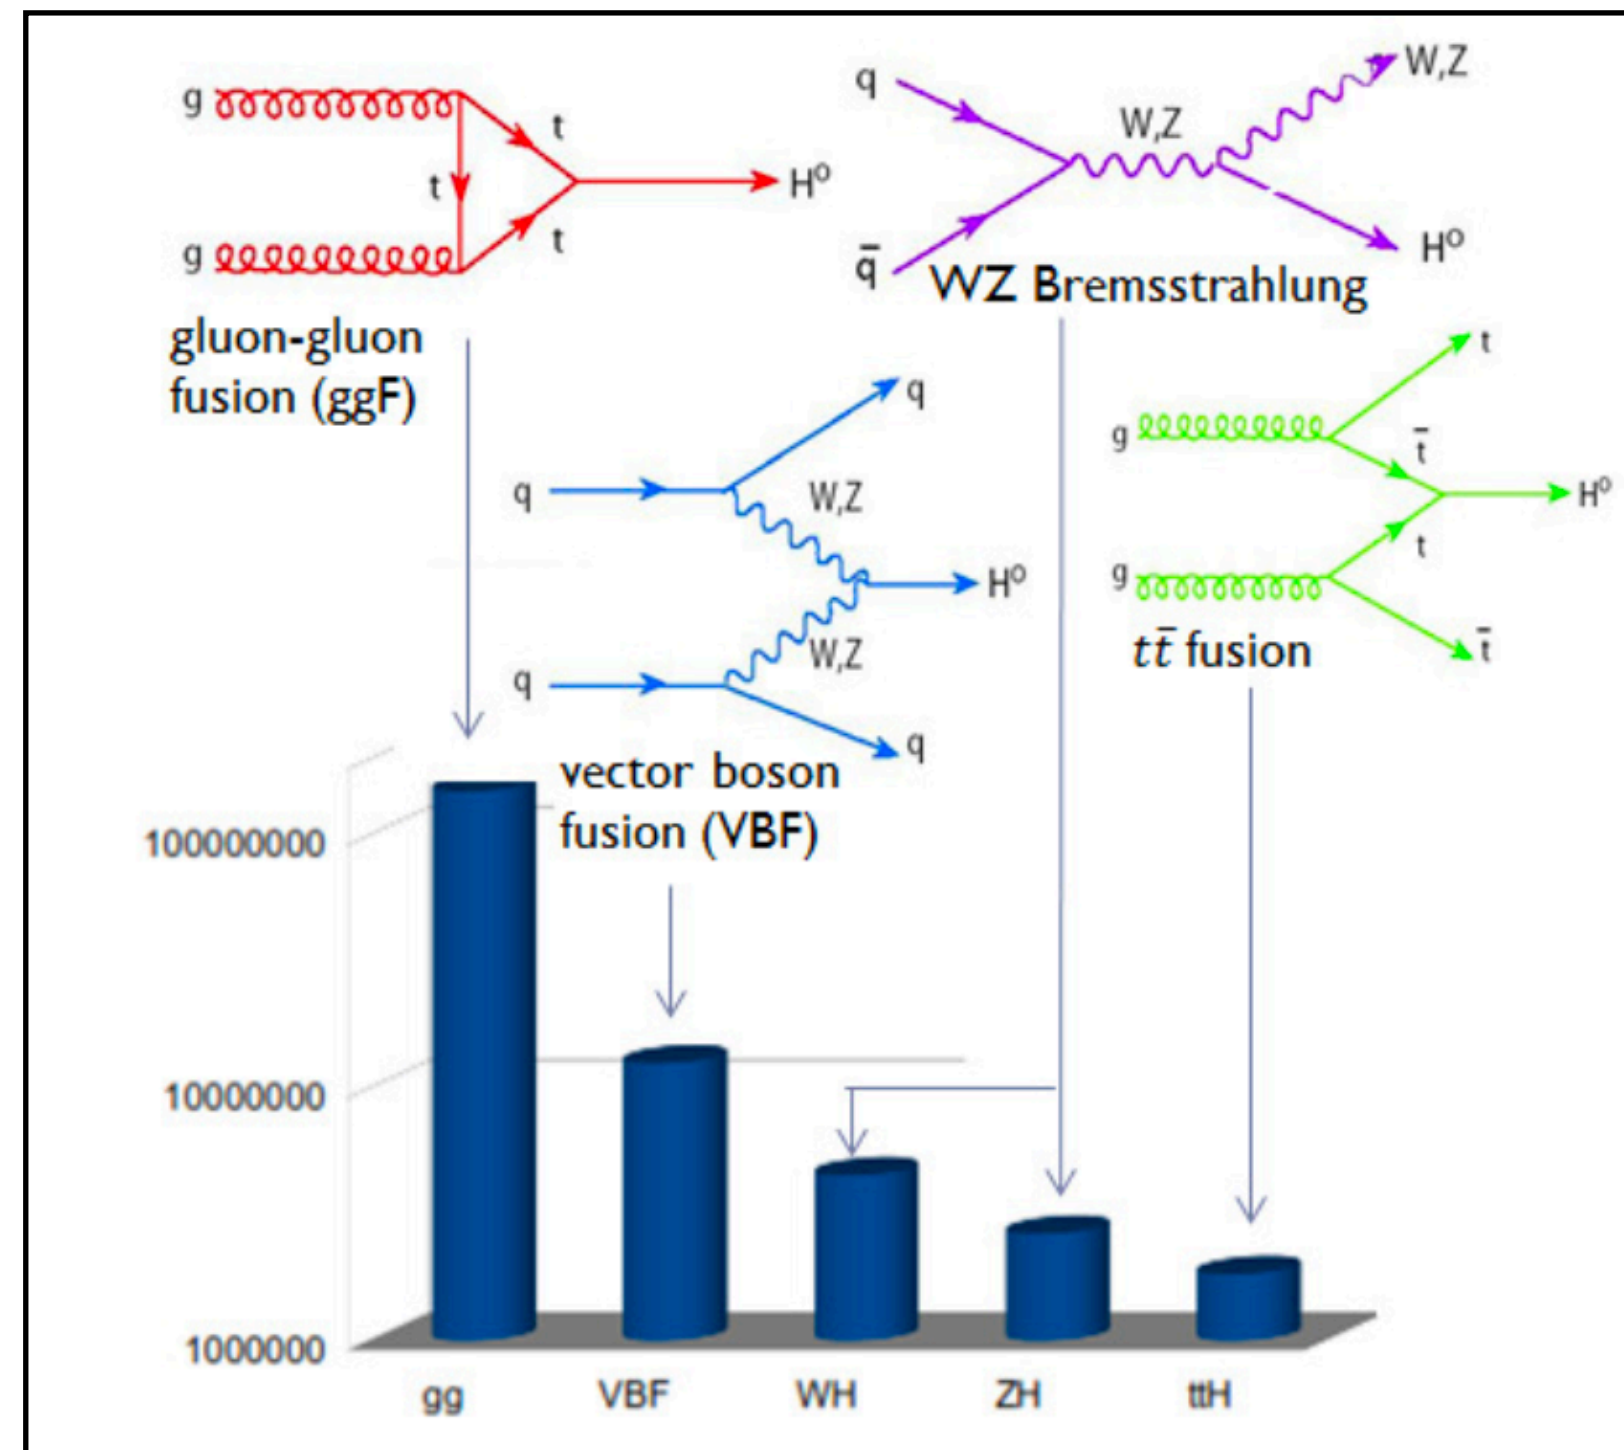 g
t
t
H⁰
g
t
gluon-gluon
fusion (ggF)
q
W,Z
W,Z
q̄
H⁰
WZ Bremsstrahlung
q
q
W,Z
H⁰
q
W,Z
q
vector boson
fusion (VBF)
t
g
t̄
H⁰
g
t
t̄
tt̄ fusion
100000000
10000000
1000000
gg VBF WH ZH ttH